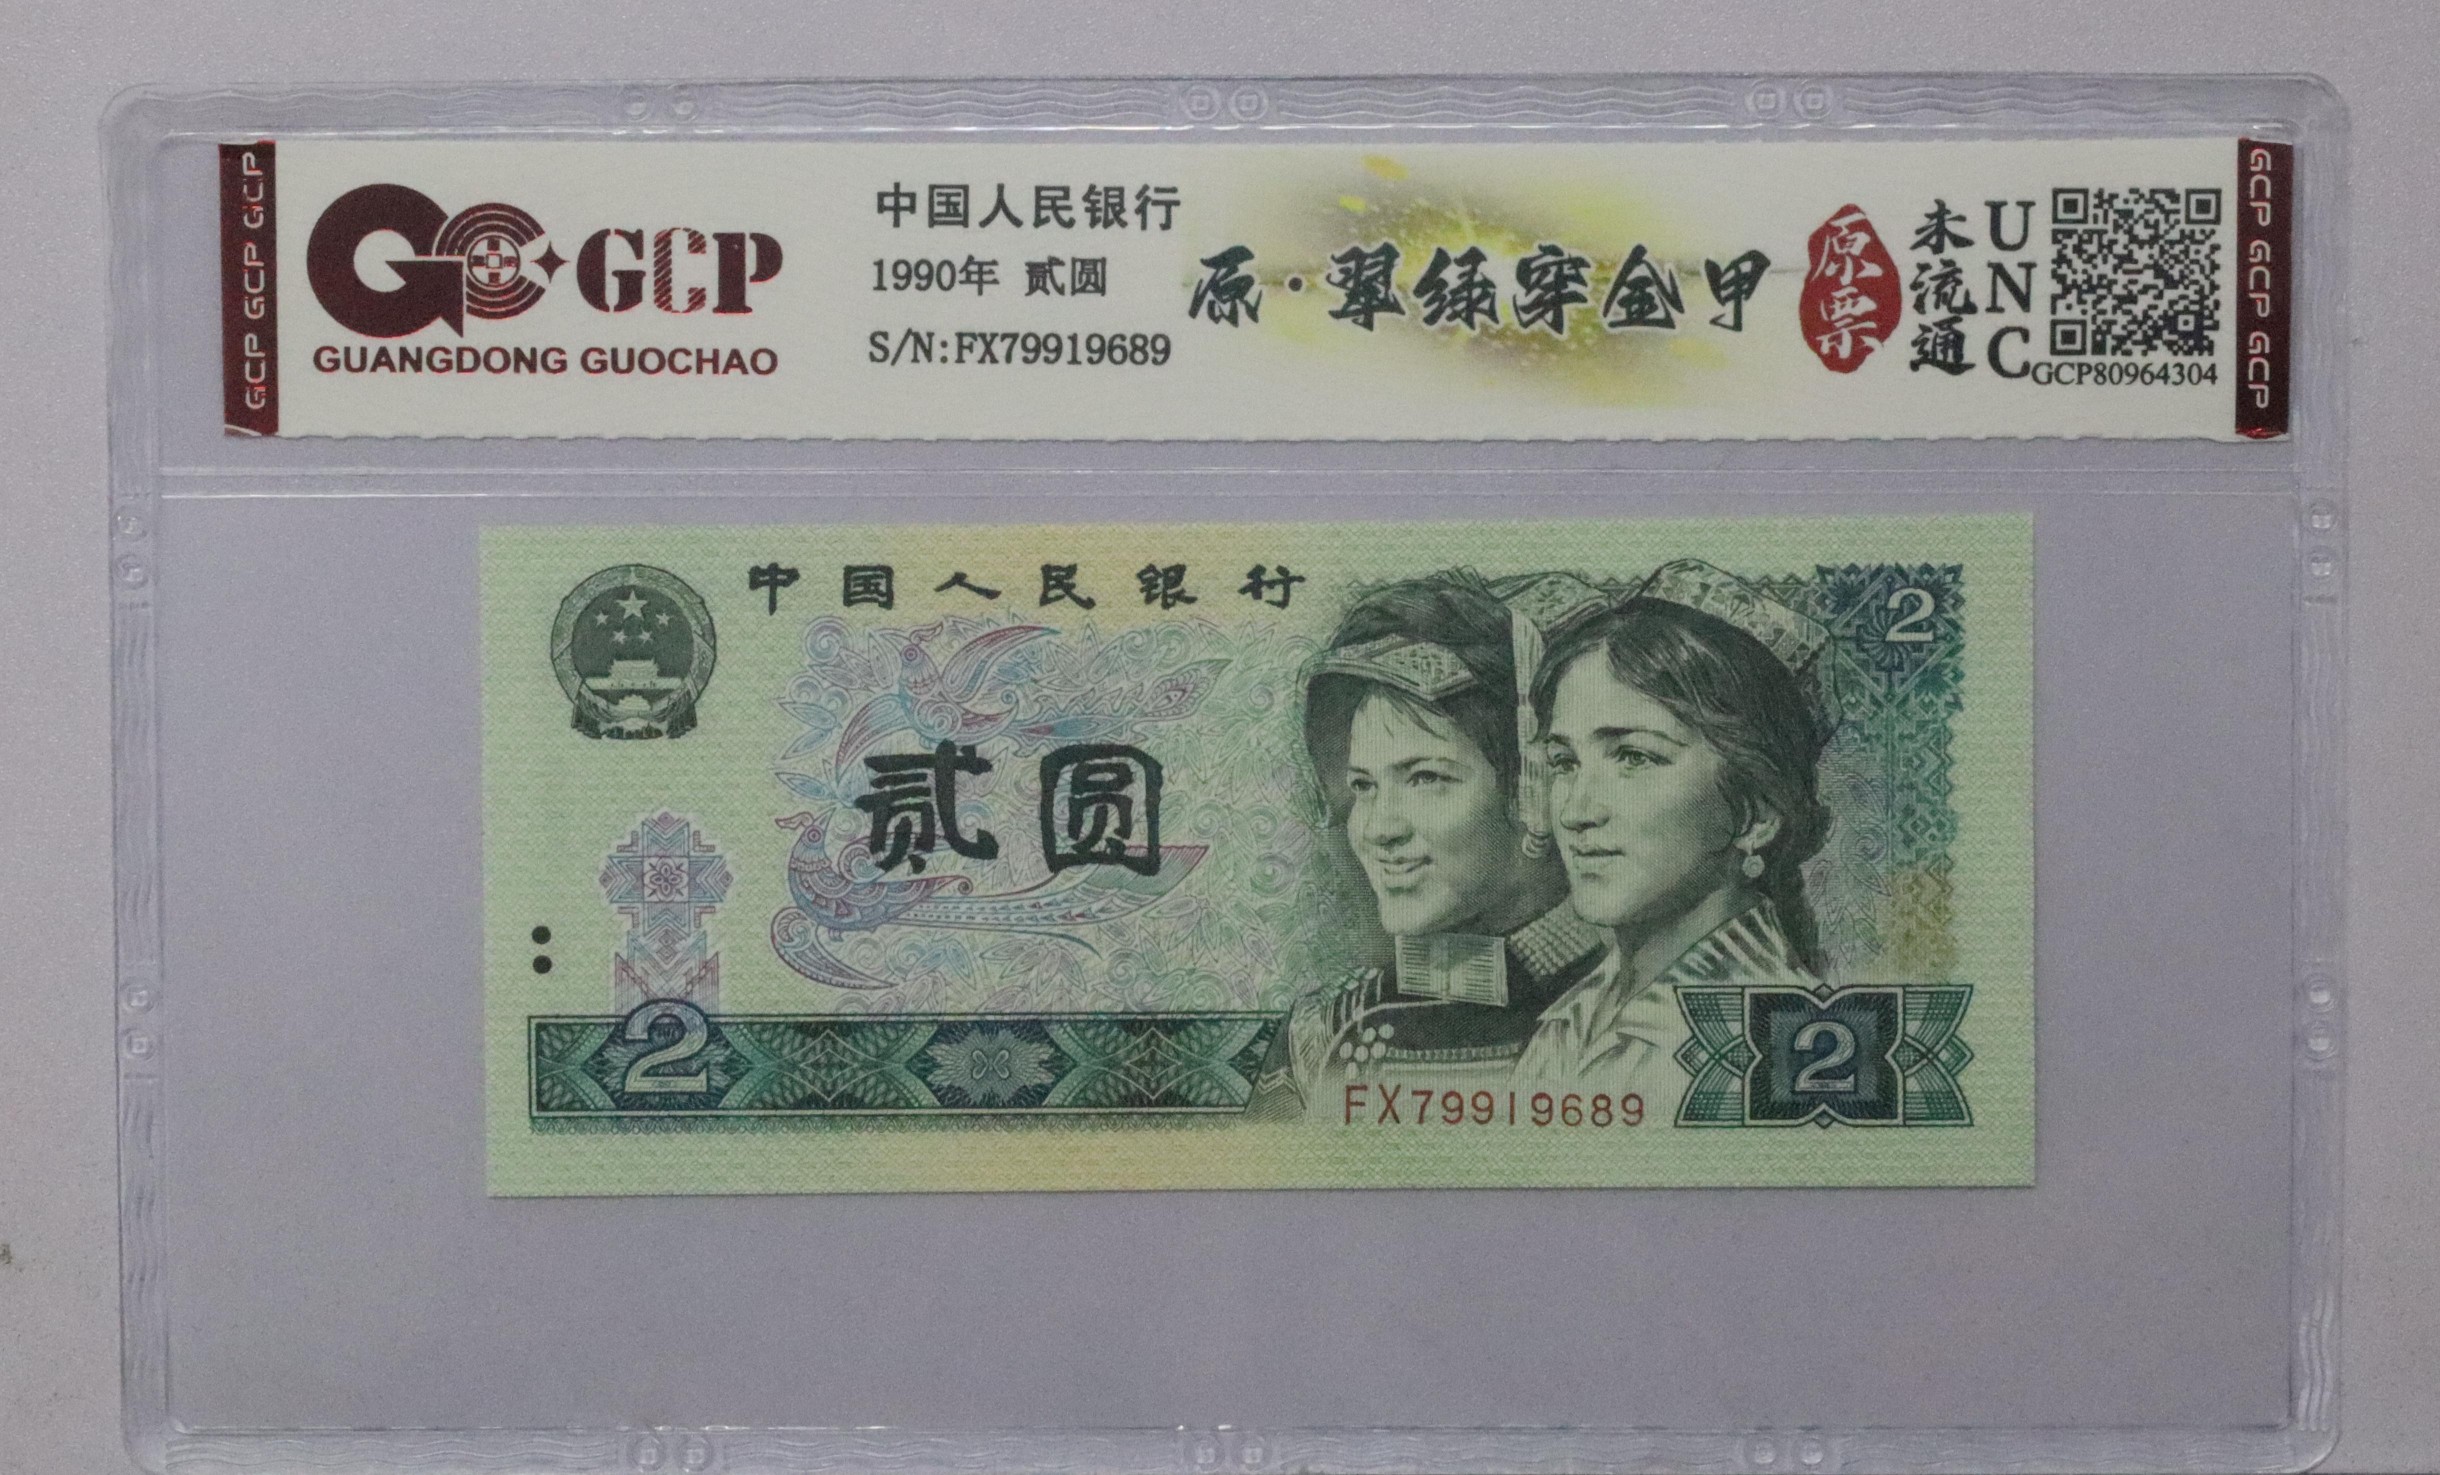 GCP GCP GCP
GCP
GUANGDONG GUOCHAO
中国人民银行
1990年 贰圆
S/N:FX79919689
原·翠绿穿金甲
原票
未流通
UNC
GCP80964304
GCP GCP GCP
中国人民银行
2
贰圆
2
2
FX79919689